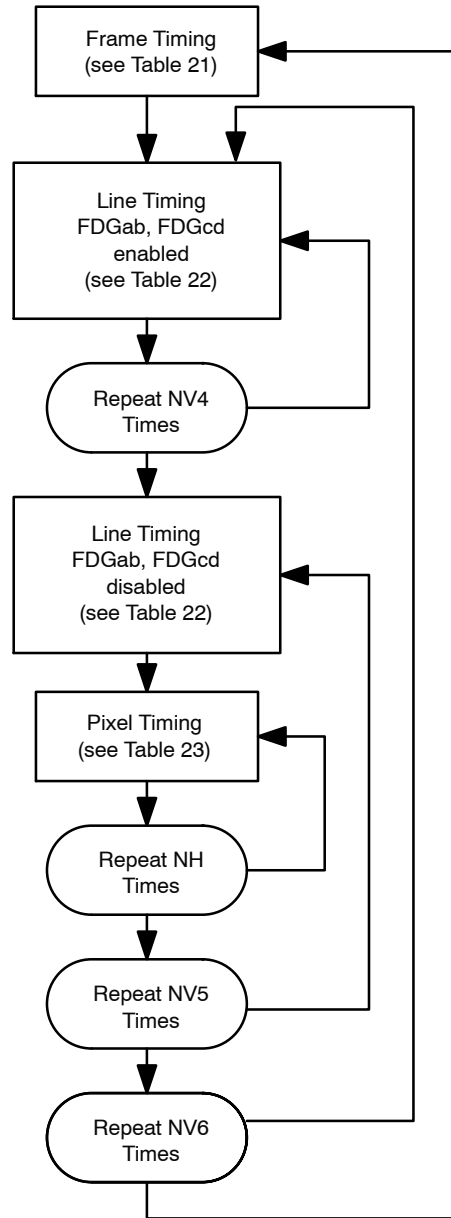 Frame Timing
(see Table 21)
Line Timing
FDGab, FDGcd
enabled
(see Table 22)
Repeat NV4
Times
Line Timing
FDGab, FDGcd
disabled
(see Table 22)
Pixel Timing
(see Table 23)
Repeat NH
Times
Repeat NV5
Times
Repeat NV6
Times